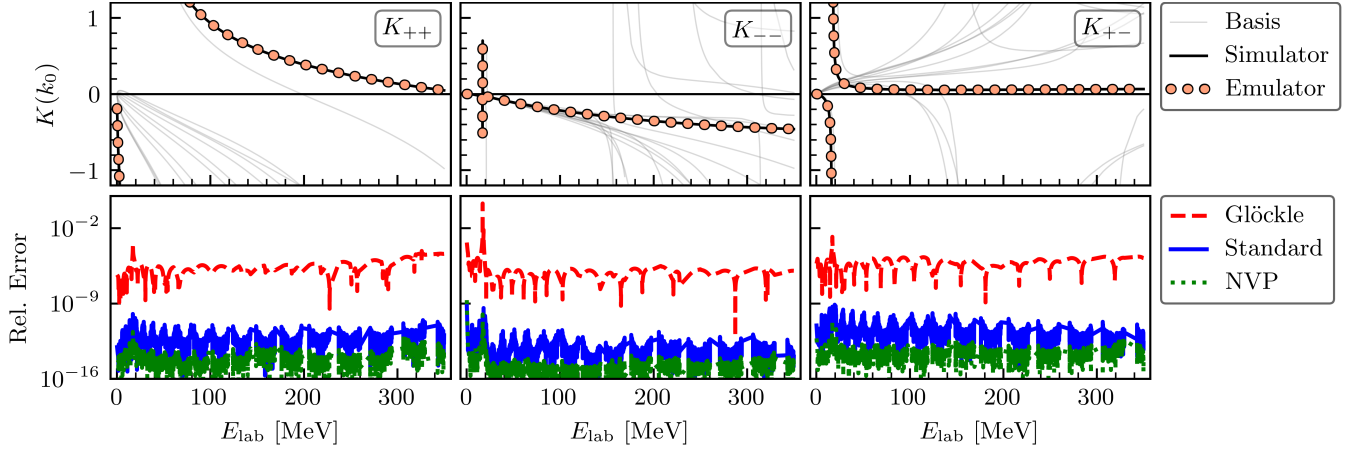 1
0
−1
K(k₀)
K₊₊
K₋₋
K₊₋
Basis
Simulator
Emulator
10⁻²
10⁻⁹
10⁻¹⁶
Rel. Error
Glöckle
Standard
NVP
0 100 200 300
0 100 200 300
0 100 200 300
E_lab [MeV]
E_lab [MeV]
E_lab [MeV]